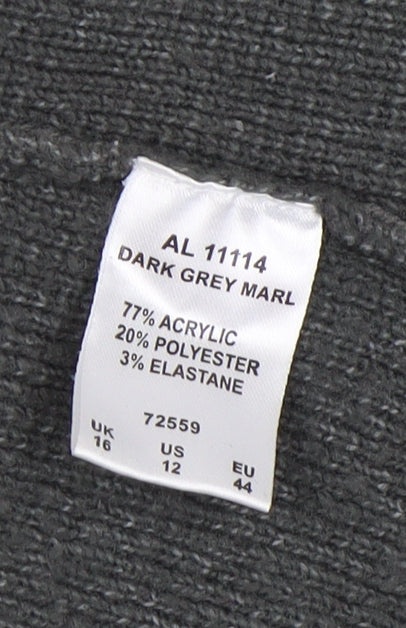 AL 11114
DARK GREY MARL
77% ACRYLIC
20% POLYESTER
3% ELASTANE
72559
UK US EU
16 12 44